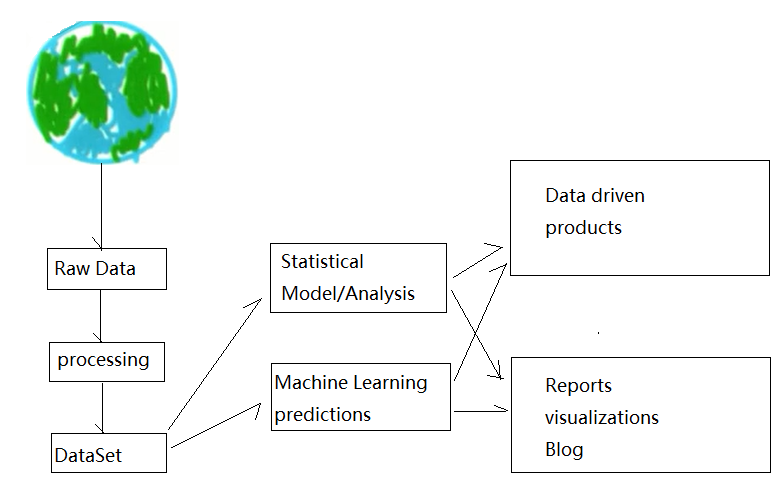 Raw Data
processing
DataSet
Statistical
Model/Analysis
Machine Learning
predictions
Data driven
products
Reports
visualizations
Blog